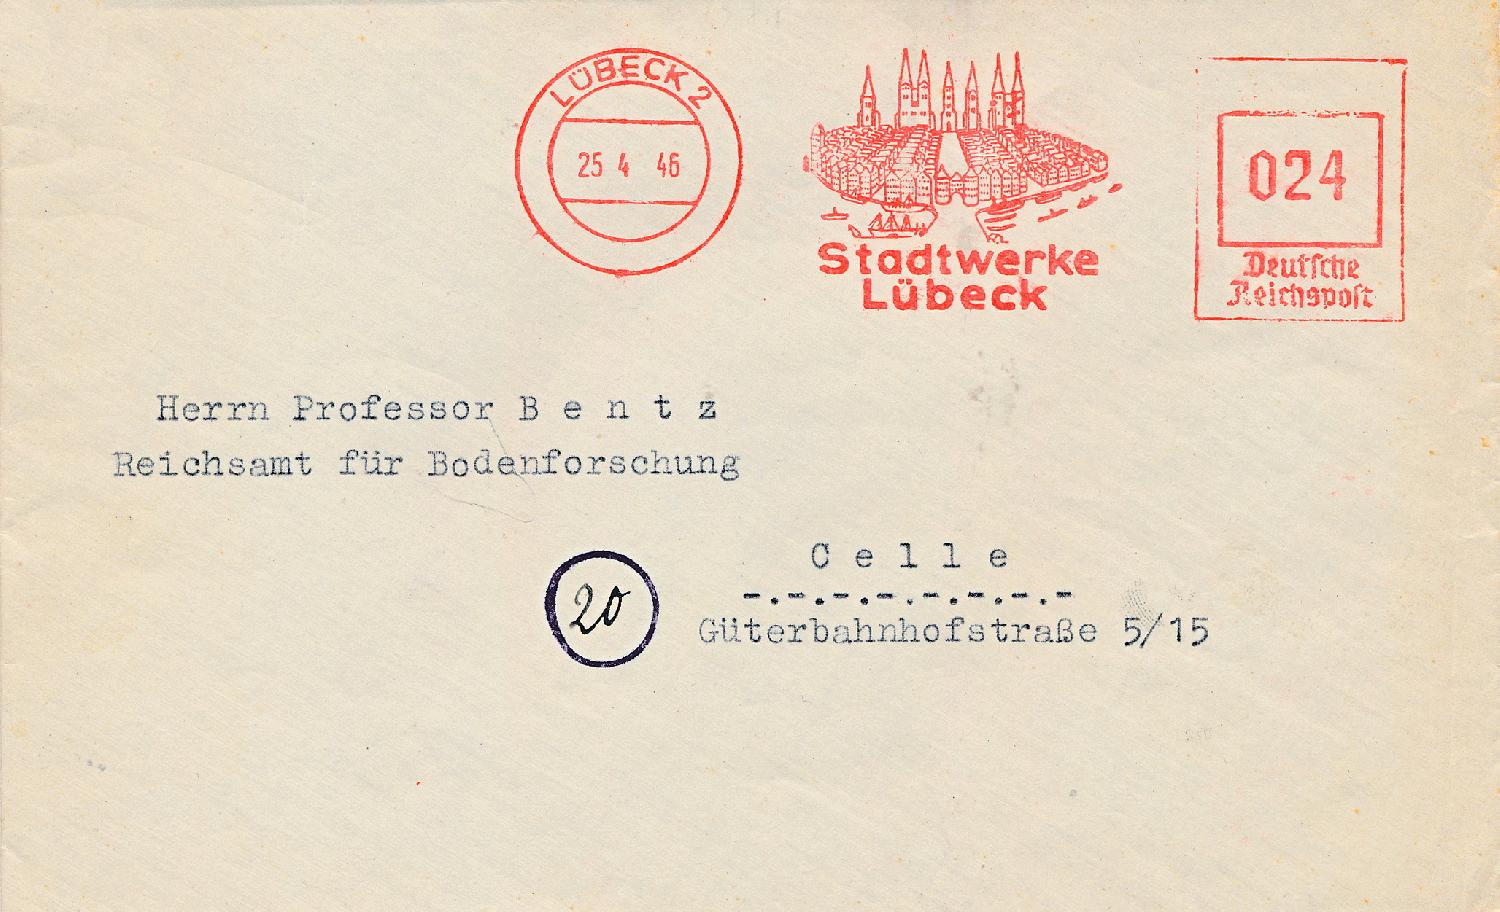 LÜBECK 2
25 4 46
Stadtwerke
Lübeck
024
Deutsche
Reichspost
Herrn Professor B e n t z
Reichsamt für Bodenforschung
C e l l e
-.-.-.-.-.-.-.-
20
Güterbahnhofstraße 5/15